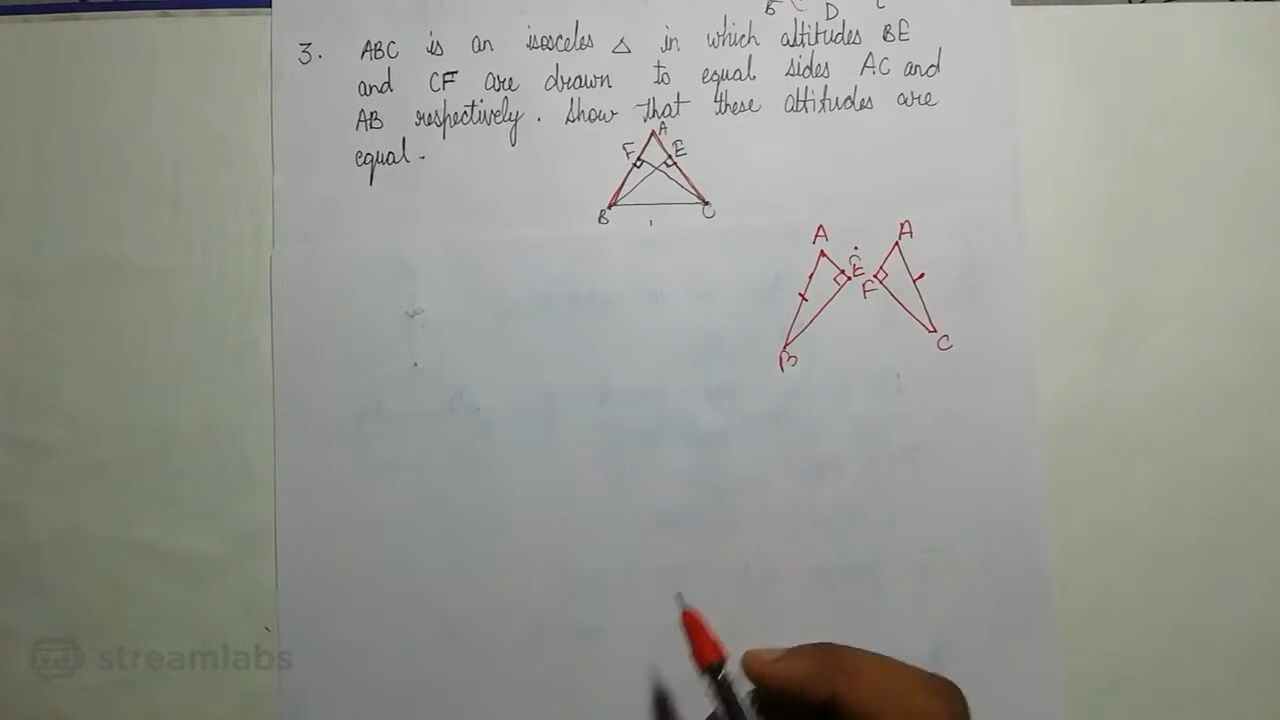 B D C
3. ABC is an isosceles △ in which altitudes BE
and CF are drawn to equal sides AC and
AB respectively. Show that these altitudes are
equal.
A
F E
B C
A A
E
F
B C
streamlabs